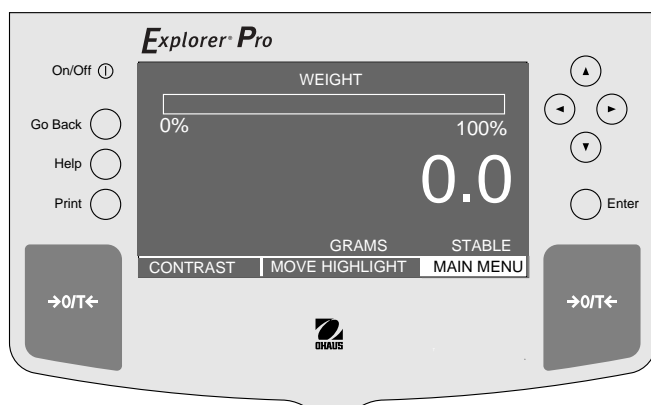 Explorer® Pro
On/Off
WEIGHT
Go Back
0% 100%
Help
0.0
Print
Enter
GRAMS STABLE
CONTRAST MOVE HIGHLIGHT MAIN MENU
→0/T← →0/T←
OHAUS